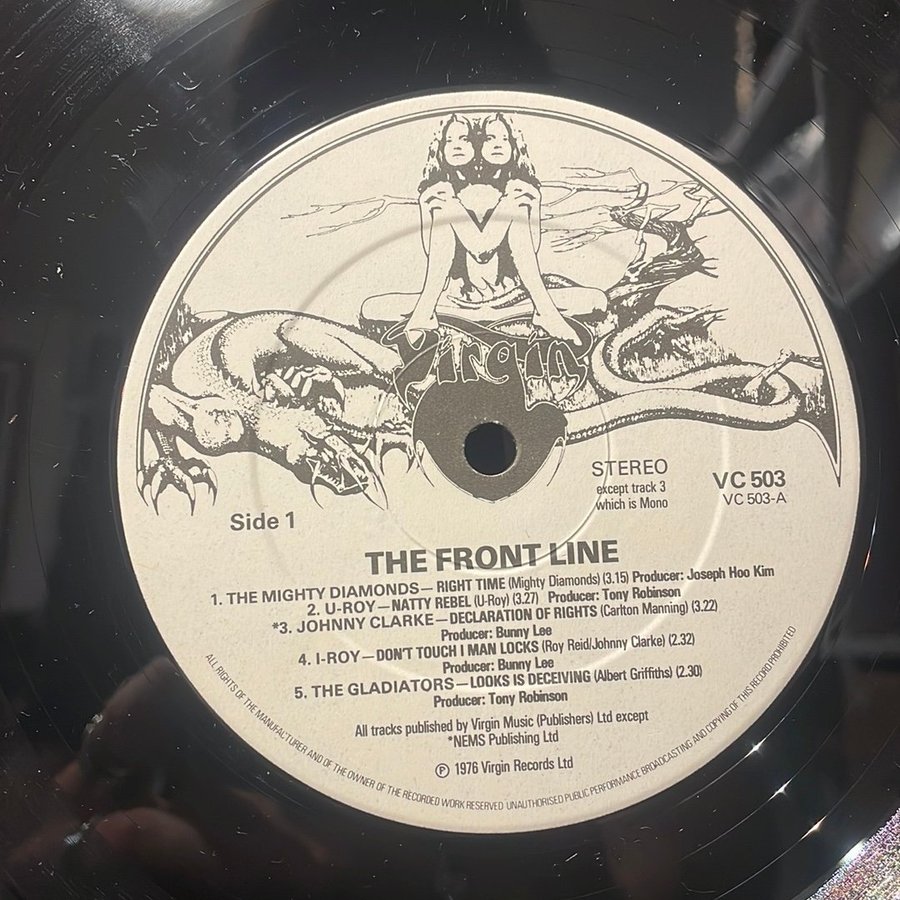 Virgin
STEREO
except track 3
which is Mono
VC 503
VC 503-A
Side 1
THE FRONT LINE
1. THE MIGHTY DIAMONDS—RIGHT TIME (Mighty Diamonds) (3.15) Producer: Joseph Hoo Kim
2. U-ROY—NATTY REBEL (U-Roy) (3.27) Producer: Tony Robinson
*3. JOHNNY CLARKE—DECLARATION OF RIGHTS (Carlton Manning) (3.22)
Producer: Bunny Lee
4. I-ROY—DON'T TOUCH I MAN LOCKS (Roy Reid/Johnny Clarke) (2.32)
Producer: Bunny Lee
5. THE GLADIATORS—LOOKS IS DECEIVING (Albert Griffiths) (2.30)
Producer: Tony Robinson
All tracks published by Virgin Music (Publishers) Ltd except
*NEMS Publishing Ltd
Ⓟ 1976 Virgin Records Ltd
ALL RIGHTS OF THE MANUFACTURER AND OF THE OWNER OF THE RECORDED WORK RESERVED UNAUTHORISED PUBLIC PERFORMANCE BROADCASTING AND COPYING OF THIS RECORD PROHIBITED